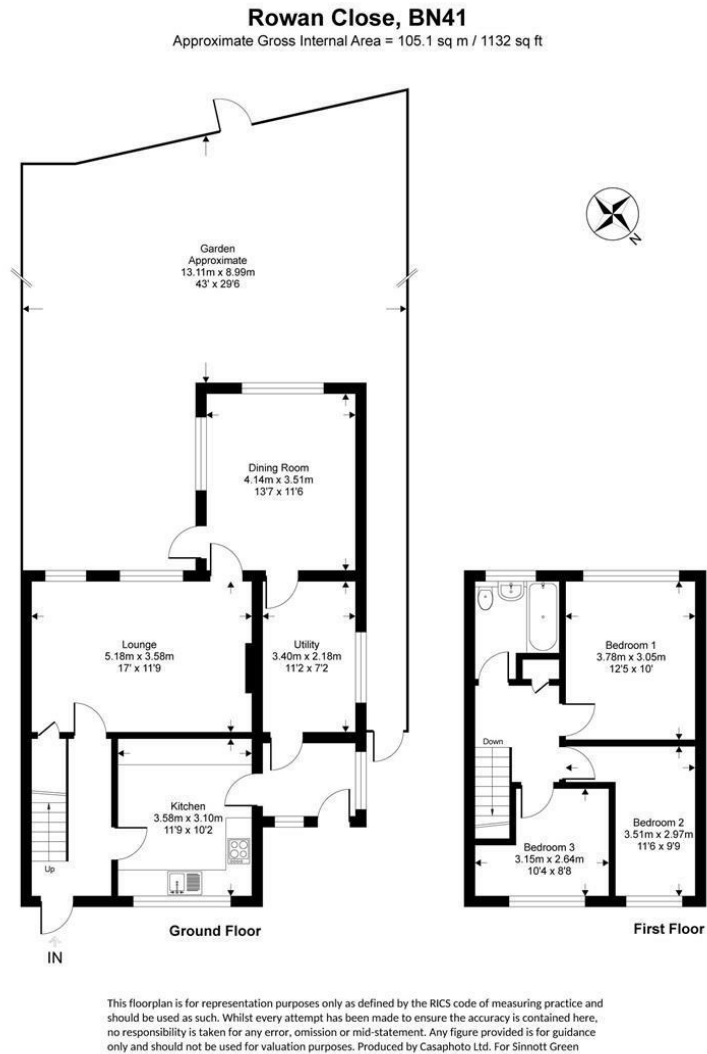 Rowan Close, BN41
Approximate Gross Internal Area = 105.1 sq m / 1132 sq ft
Garden
Approximate
13.11m x 8.99m
43' x 29'6
N
Dining Room
4.14m x 3.51m
13'7 x 11'6
Lounge
5.18m x 3.58m
17' x 11'9
Utility
3.40m x 2.18m
11'2 x 7'2
Kitchen
3.58m x 3.10m
11'9 x 10'2
Up
IN
Ground Floor
Bedroom 1
3.78m x 3.05m
12'5 x 10'
Down
Bedroom 2
3.51m x 2.97m
11'6 x 9'9
Bedroom 3
3.15m x 2.64m
10'4 x 8'8
First Floor
This floorplan is for representation purposes only as defined by the RICS code of measuring practice and
should be used as such. Whilst every attempt has been made to ensure the accuracy is contained here,
no responsibility is taken for any error, omission or mid-statement. Any figure provided is for guidance
only and should not be used for valuation purposes. Produced by Casaphoto Ltd. For Sinnott Green